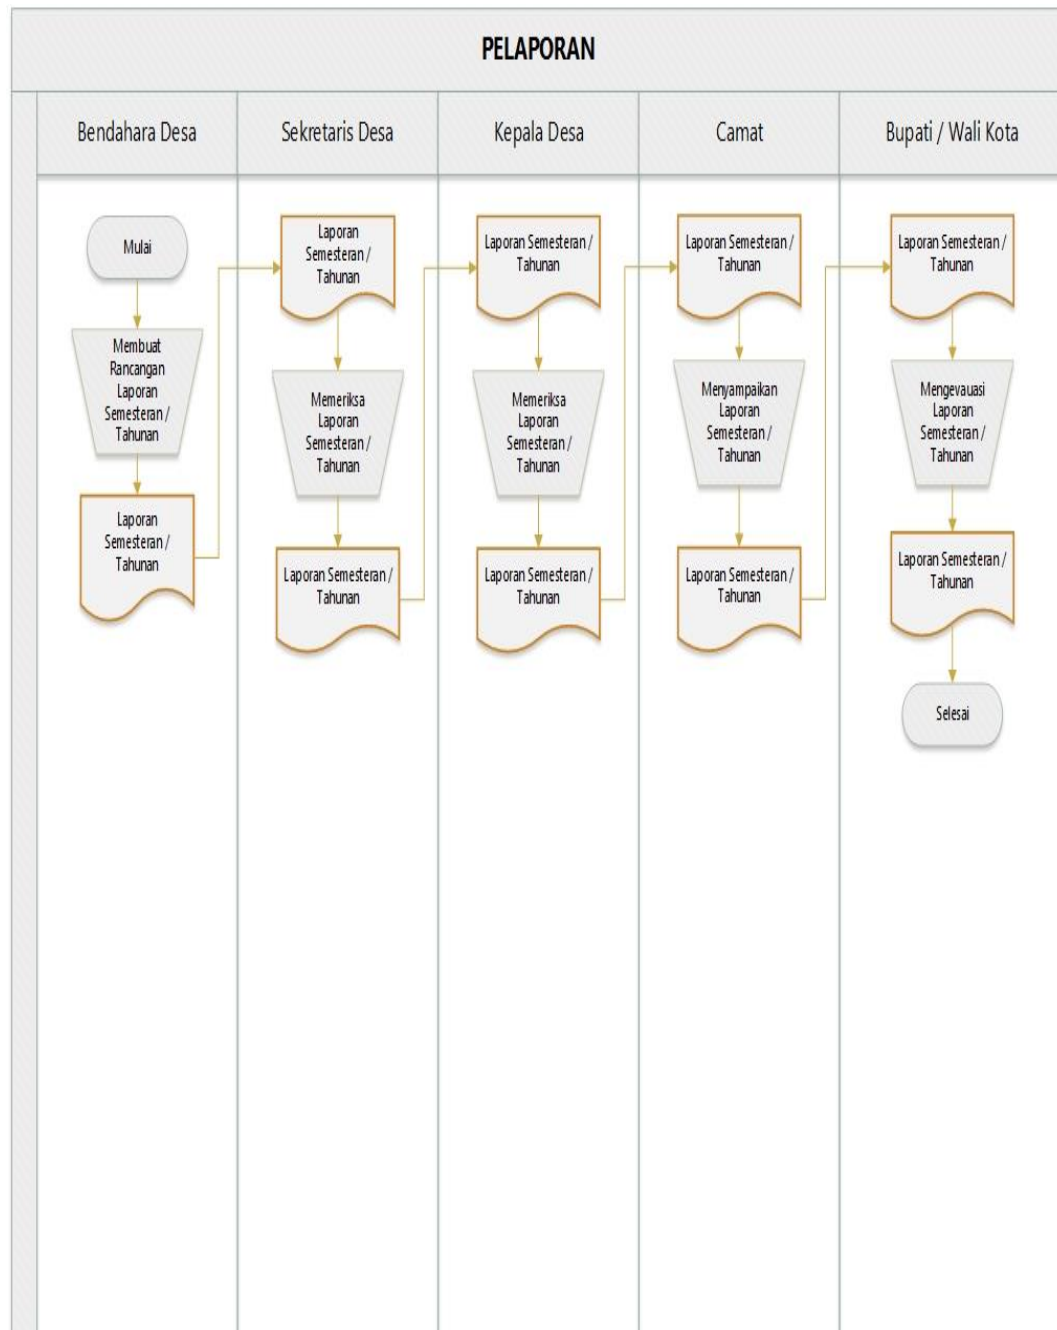 PELAPORAN
Bendahara Desa
Sekretaris Desa
Kepala Desa
Camat
Bupati / Wali Kota
Mulai
Membuat
Rancangan
Laporan
Semesteran /
Tahunan
Laporan
Semesteran /
Tahunan
Laporan
Semesteran /
Tahunan
Memeriksa
Laporan
Semesteran /
Tahunan
Laporan Semesteran /
Tahunan
Laporan Semesteran /
Tahunan
Memeriksa
Laporan
Semesteran /
Tahunan
Laporan Semesteran /
Tahunan
Laporan Semesteran /
Tahunan
Menyampaikan
Laporan
Semesteran /
Tahunan
Laporan Semesteran /
Tahunan
Laporan Semesteran /
Tahunan
Mengevauasi
Laporan
Semesteran /
Tahunan
Laporan Semesteran /
Tahunan
Selesai